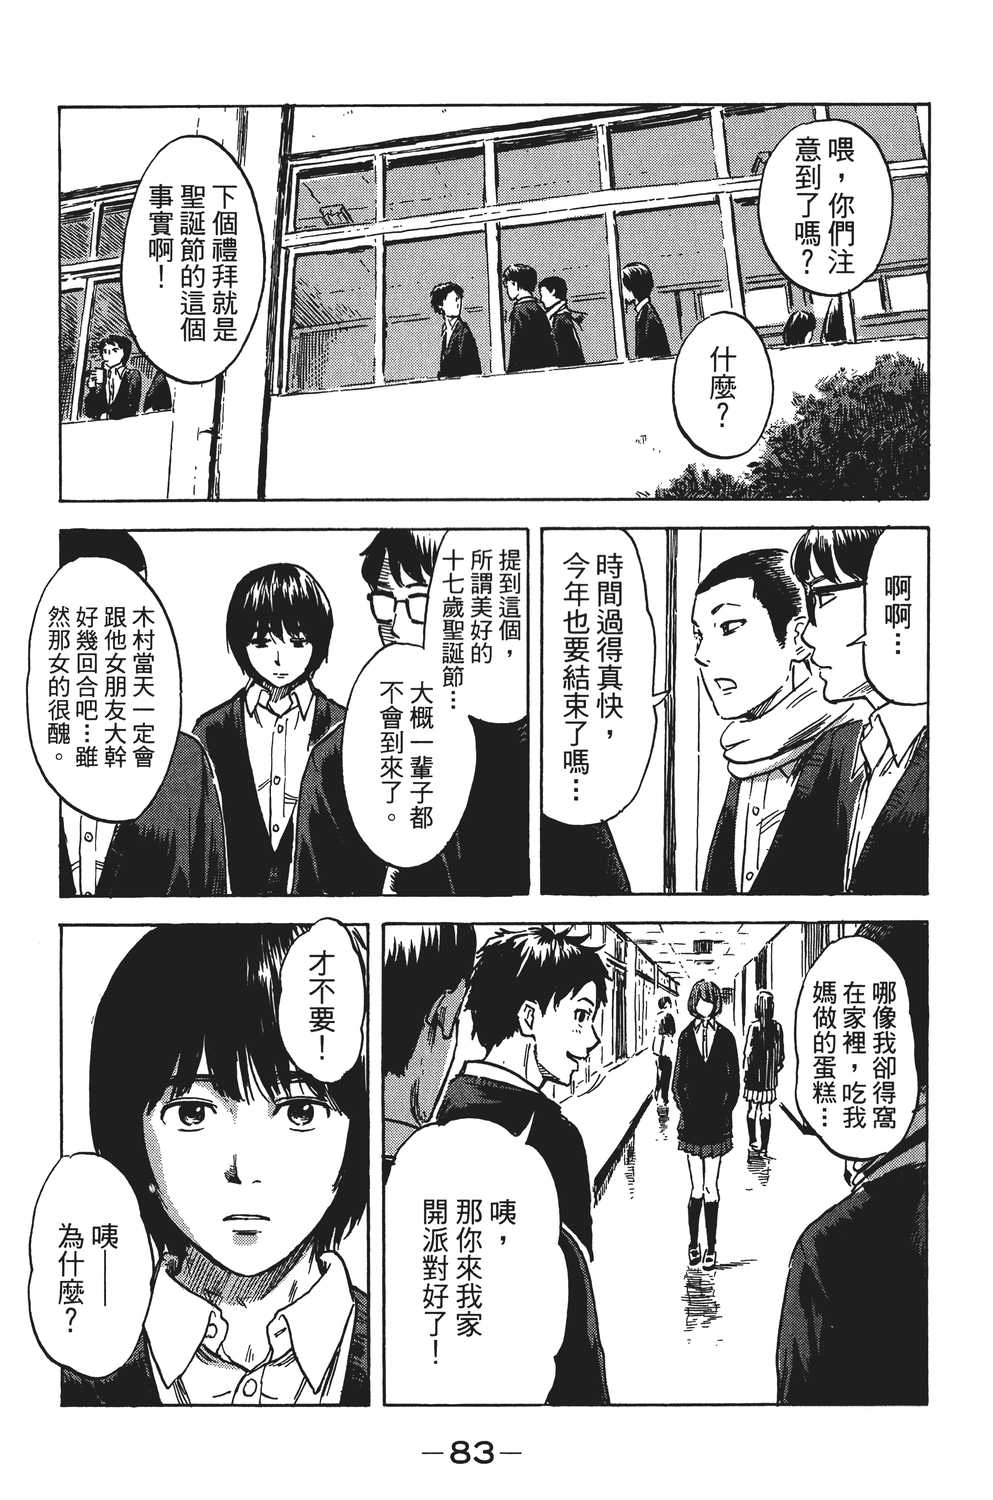 喂，你們注
意到了嗎？
什麼？
下個禮拜就是
聖誕節的這個
事實啊！
啊啊…
時間過得真快，
今年也要結束了嗎…
提到這個，
所謂美好的
十七歲聖誕節…
大概一輩子都
不會到來了。
木村當天一定會
跟他女朋友大幹
好幾回合吧…雖
然那女的很醜。
哪像我卻得窩
在家裡，吃我
媽做的蛋糕…
咦，
那你來我家
開派對好了！
才不要！
咦——
為什麼？
—83—